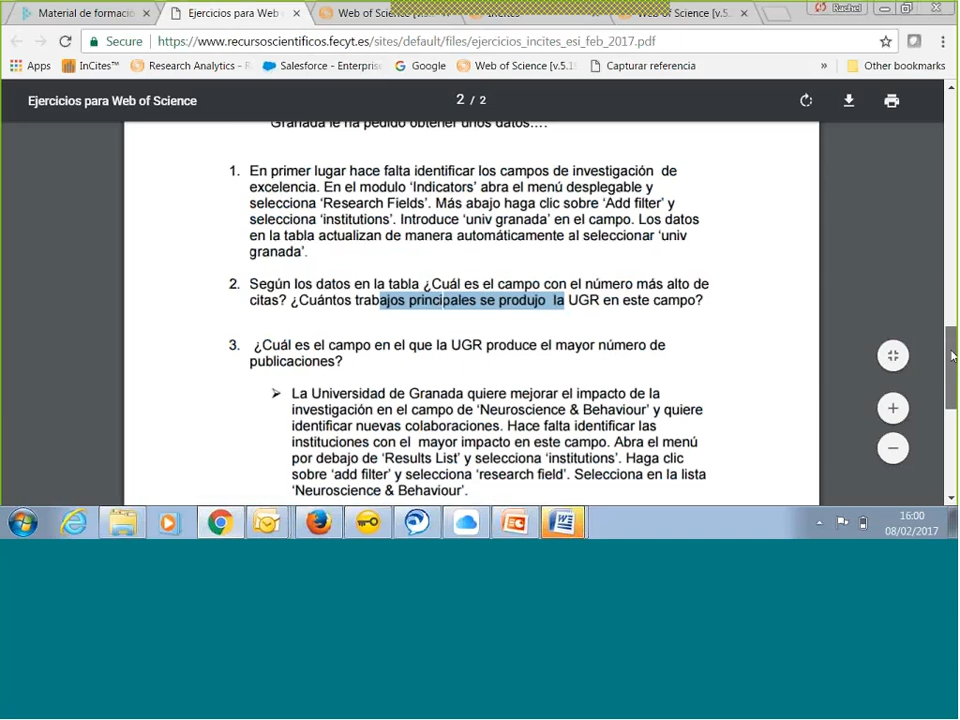 Material de formacio
Ejercicios para Web
Web of Science [v.5.
Web of Science [v.5.
Rachel
Secure
https://www.recursoscientificos.fecyt.es/sites/default/files/ejercicios_incites_esi_feb_2017.pdf
Apps
InCites™
Research Analytics -
Salesforce - Enterpris
Google
Web of Science [v.5.1
Capturar referencia
»
Other bookmarks
Ejercicios para Web of Science
2 / 2
Granada le ha pedido obtener unos datos….
1. En primer lugar hace falta identificar los campos de investigación de
excelencia. En el modulo ‘Indicators’ abra el menú desplegable y
selecciona ‘Research Fields’. Más abajo haga clic sobre ‘Add filter’ y
selecciona ‘institutions’. Introduce ‘univ granada’ en el campo. Los datos
en la tabla actualizan de manera automáticamente al seleccionar ‘univ
granada’.
2. Según los datos en la tabla ¿Cuál es el campo con el número más alto de
citas? ¿Cuántos trabajos principales se produjo la UGR en este campo?
3. ¿Cuál es el campo en el que la UGR produce el mayor número de
publicaciones?
➢ La Universidad de Granada quiere mejorar el impacto de la
investigación en el campo de ‘Neuroscience & Behaviour’ y quiere
identificar nuevas colaboraciones. Hace falta identificar las
instituciones con el mayor impacto en este campo. Abra el menú
por debajo de ‘Results List’ y selecciona ‘institutions’. Haga clic
sobre ‘add filter’ y selecciona ‘research field’. Selecciona en la lista
‘Neuroscience & Behaviour’.
16:00
08/02/2017